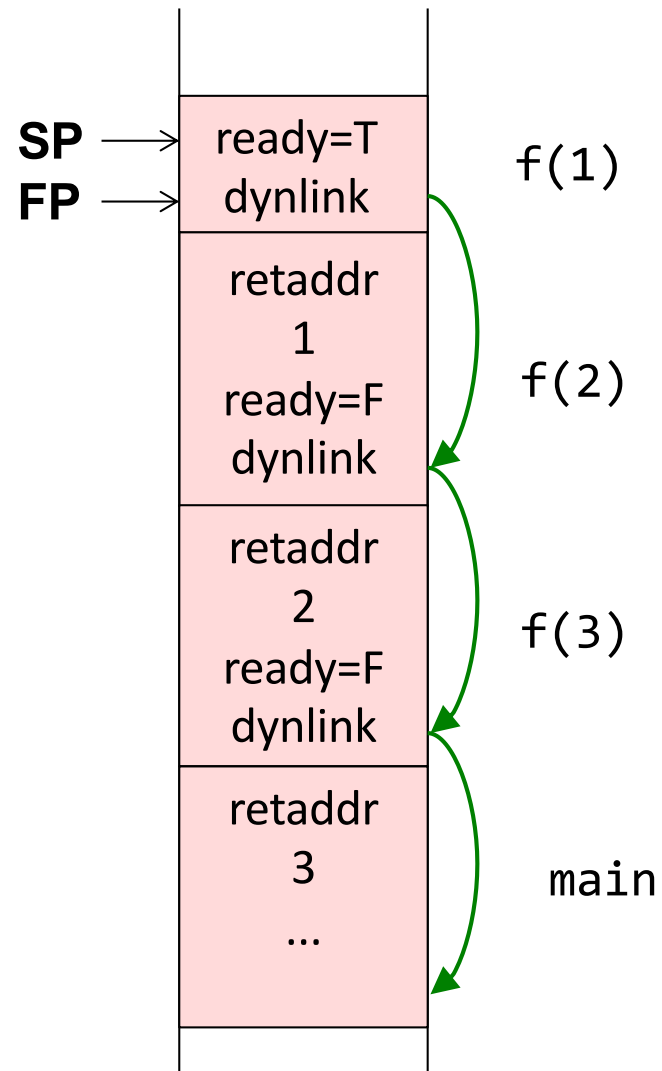 SP
FP
ready=T
dynlink
f(1)
retaddr
1
ready=F
dynlink
f(2)
retaddr
2
ready=F
dynlink
f(3)
retaddr
3
...
main